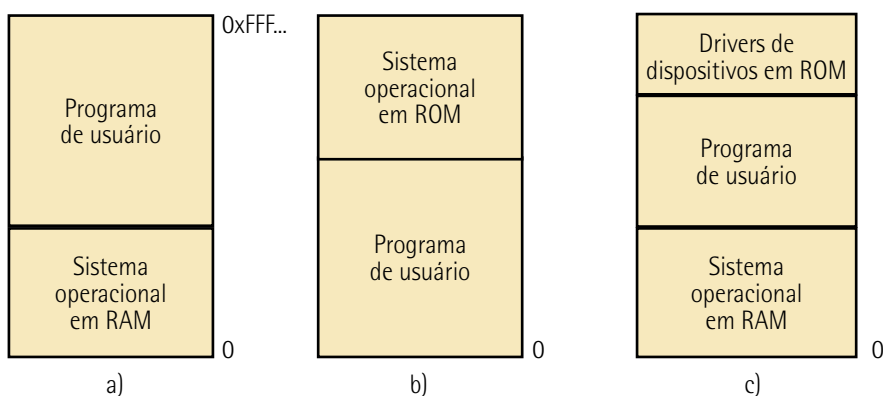 0xFFF...
Programa
de usuário
Sistema
operacional
em RAM
0
a)
Sistema
operacional
em ROM
Programa
de usuário
0
b)
Drivers de
dispositivos em ROM
Programa
de usuário
Sistema
operacional
em RAM
0
c)